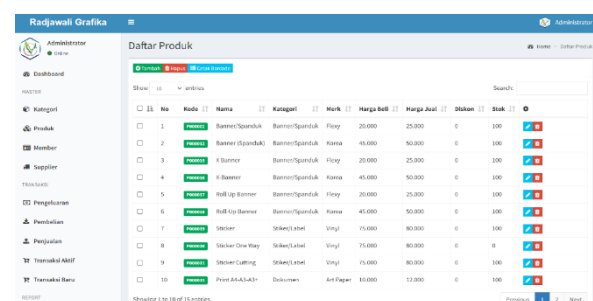 Radjawali Grafika
Administrator
Administrator
Online
Daftar Produk
Home > Daftar Produk
Dashboard
MASTER
Kategori
Produk
Member
Supplier
TRANSAKSI
Pengeluaran
Pembelian
Penjualan
Transaksi Aktif
Transaksi Baru
REPORT
Tambah Hapus Cetak Barcode
Show 10 entries Search:
No Kode Nama Kategori Merk Harga Beli Harga Jual Diskon Stok
1 Banner/Spanduk Banner/Spanduk Flexy 20.000 25.000 0 100
2 Banner (Spanduk) Banner/Spanduk Korea 45.000 50.000 0 100
3 X Banner Banner/Spanduk Flexy 20.000 25.000 0 100
4 X-Banner Banner/Spanduk Korea 45.000 50.000 0 100
5 Roll Up Banner Banner/Spanduk Flexy 20.000 25.000 0 100
6 Roll-Up Banner Banner/Spanduk Korea 45.000 50.000 0 100
7 Sticker Stiker/Label Vinyl 75.000 80.000 0 100
8 Sticker One Way Stiker/Label Vinyl 75.000 80.000 0 0
9 Sticker Cutting Stiker/Label Vinyl 75.000 80.000 0 100
10 Print A4-A3-A3+ Dokumen Art Paper 10.000 12.000 0 100
Showing 1 to 10 of 15 entries
Previous 1 2 Next